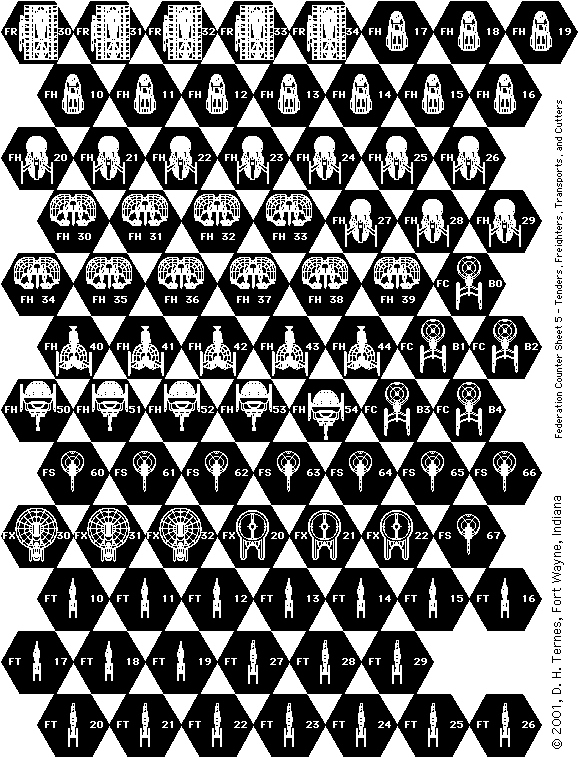 FR 30 FR 31 FR 32 FR 33 FR 34 FH 17 FH 18 FH 19
FH 10 FH 11 FH 12 FH 13 FH 14 FH 15 FH 16
FH 20 FH 21 FH 22 FH 23 FH 24 FH 25 FH 26
FH 30 FH 31 FH 32 FH 33 FH 27 FH 28 FH 29
FH 34 FH 35 FH 36 FH 37 FH 38 FH 39 FC B0
FH 40 FH 41 FH 42 FH 43 FH 44 FC B1 FC B2
FH 50 FH 51 FH 52 FH 53 FH 54 FC B3 FC B4
FS 60 FS 61 FS 62 FS 63 FS 64 FS 65 FS 66
FX 30 FX 31 FX 32 FX 20 FX 21 FX 22 FS 67
FT 10 FT 11 FT 12 FT 13 FT 14 FT 15 FT 16
FT 17 FT 18 FT 19 FT 27 FT 28 FT 29
FT 20 FT 21 FT 22 FT 23 FT 24 FT 25 FT 26
Federation Counter Sheet 5 - Tenders, Freighters, Transports, and Cutters
© 2001, D. H. Ternes, Fort Wayne, Indiana